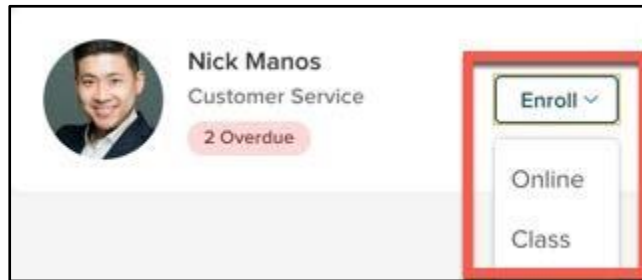 Nick Manos
Customer Service
2 Overdue
Enroll
Online
Class